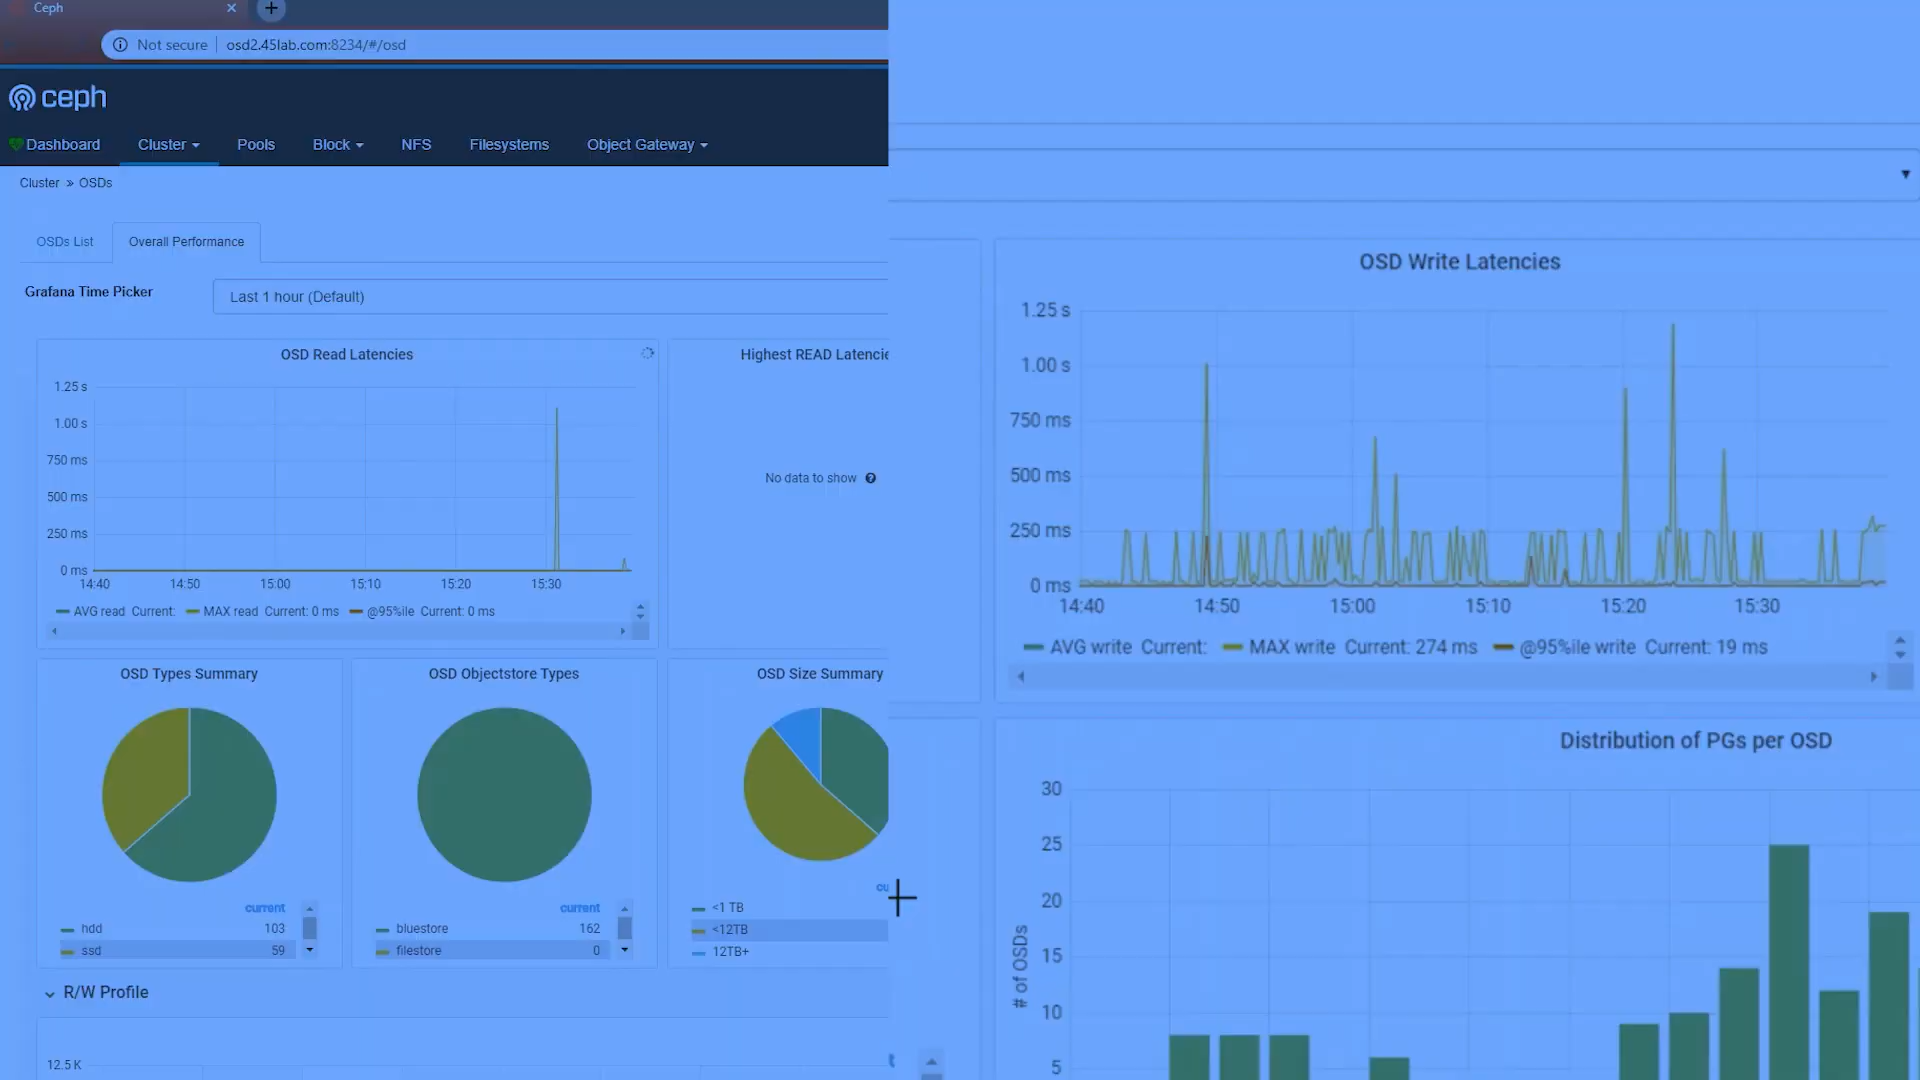 Ceph
Not secure
osd2.45lab.com:8234/#/osd
ceph
Dashboard
Cluster
Pools
Block
NFS
Filesystems
Object Gateway
Cluster » OSDs
OSDs List
Overall Performance
Grafana Time Picker
Last 1 hour (Default)
OSD Read Latencies
1.25 s
1.00 s
750 ms
500 ms
250 ms
0 ms
14:40
14:50
15:00
15:10
15:20
15:30
AVG read Current:
MAX read Current: 0 ms
@95%ile Current: 0 ms
Highest READ Latencie
No data to show
OSD Write Latencies
1.25 s
1.00 s
750 ms
500 ms
250 ms
0 ms
14:40
14:50
15:00
15:10
15:20
15:30
AVG write Current:
MAX write Current: 274 ms
@95%ile write Current: 19 ms
OSD Types Summary
current
hdd 103
ssd 59
OSD Objectstore Types
current
bluestore 162
filestore 0
OSD Size Summary
cu
<1 TB
<12TB
12TB+
Distribution of PGs per OSD
# of OSDs
30
25
20
15
10
5
R/W Profile
12.5 K